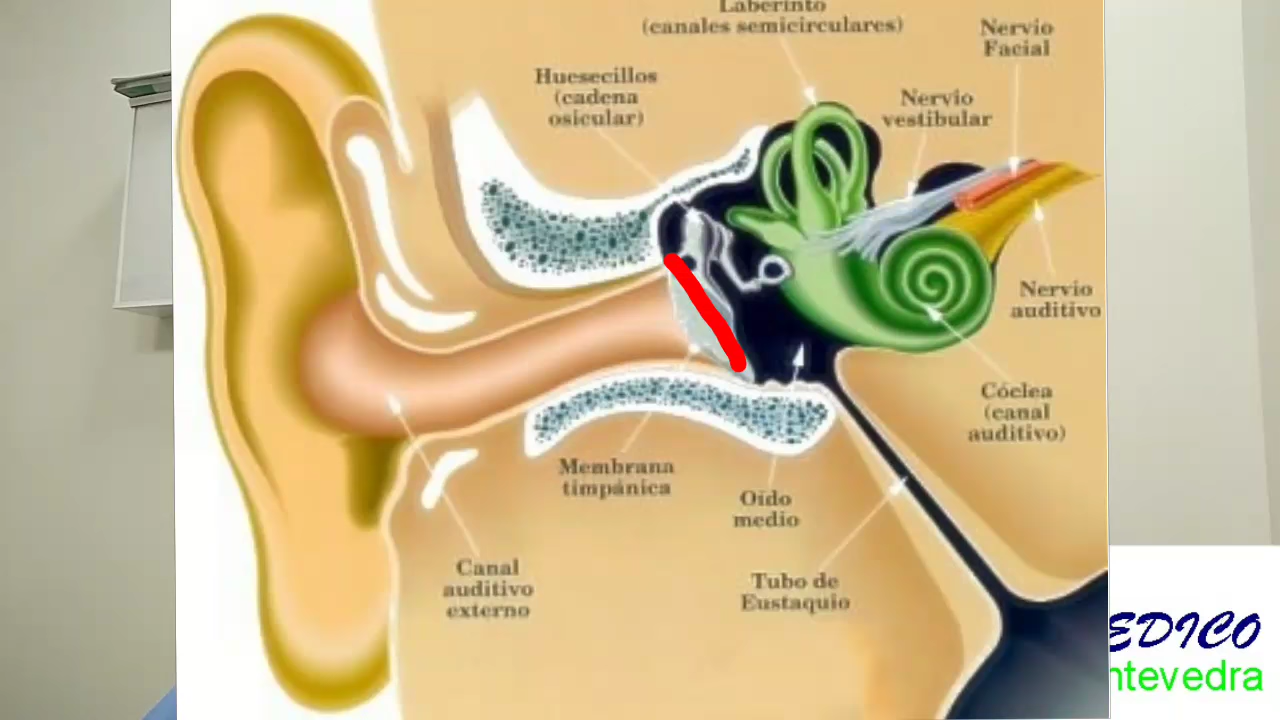 Laberinto
(canales semicirculares)
Nervio
Facial
Huesecillos
(cadena
osicular)
Nervio
vestibular
Nervio
auditivo
Cóclea
(canal
auditivo)
Membrana
timpánica
Oído
medio
Canal
auditivo
externo
Tubo de
Eustaquio
EDICO
ntevedra